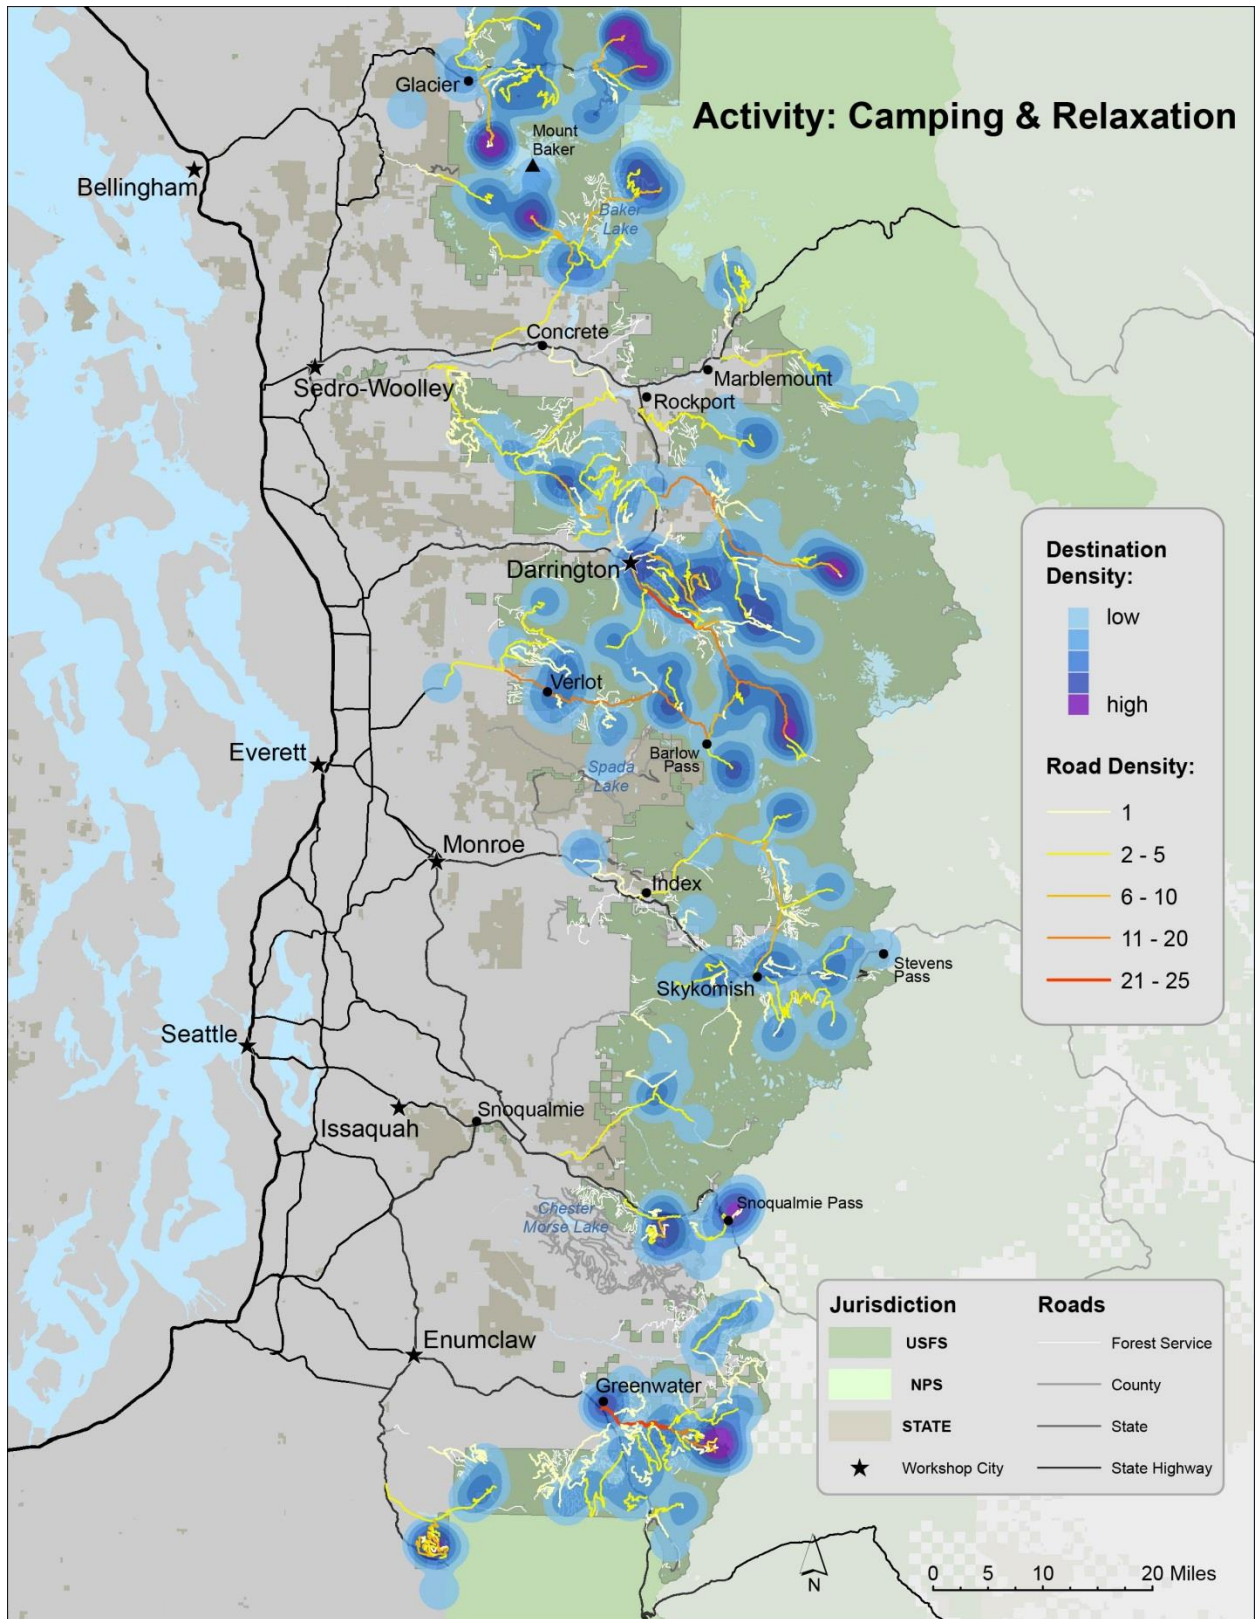 Glacier
Activity: Camping & Relaxation
Mount
Baker
Bellingham
Baker
Lake
Concrete
Sedro-Woolley
Marblemount
Rockport
Destination
Density:
low
high
Darrington
Verlot
Everett
Barlow
Pass
Spada
Lake
Road Density:
1
2 - 5
6 - 10
11 - 20
21 - 25
Monroe
Index
Stevens
Pass
Skykomish
Seattle
Issaquah
Snoqualmie
Chester
Morse Lake
Snoqualmie Pass
Enumclaw
Greenwater
Jurisdiction
Roads
USFS
Forest Service
NPS
County
STATE
State
Workshop City
State Highway
N
0 5 10 20 Miles